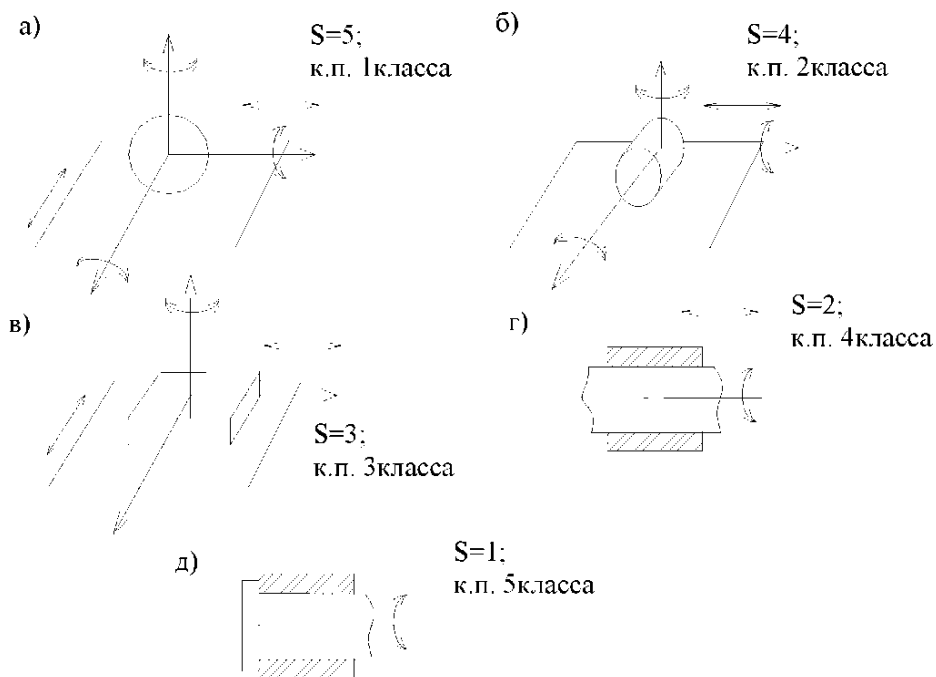 а)
S=5;
к.п. 1класса
б)
S=4;
к.п. 2класса
в)
S=3;
к.п. 3класса
г)
S=2;
к.п. 4класса
д)
S=1;
к.п. 5класса